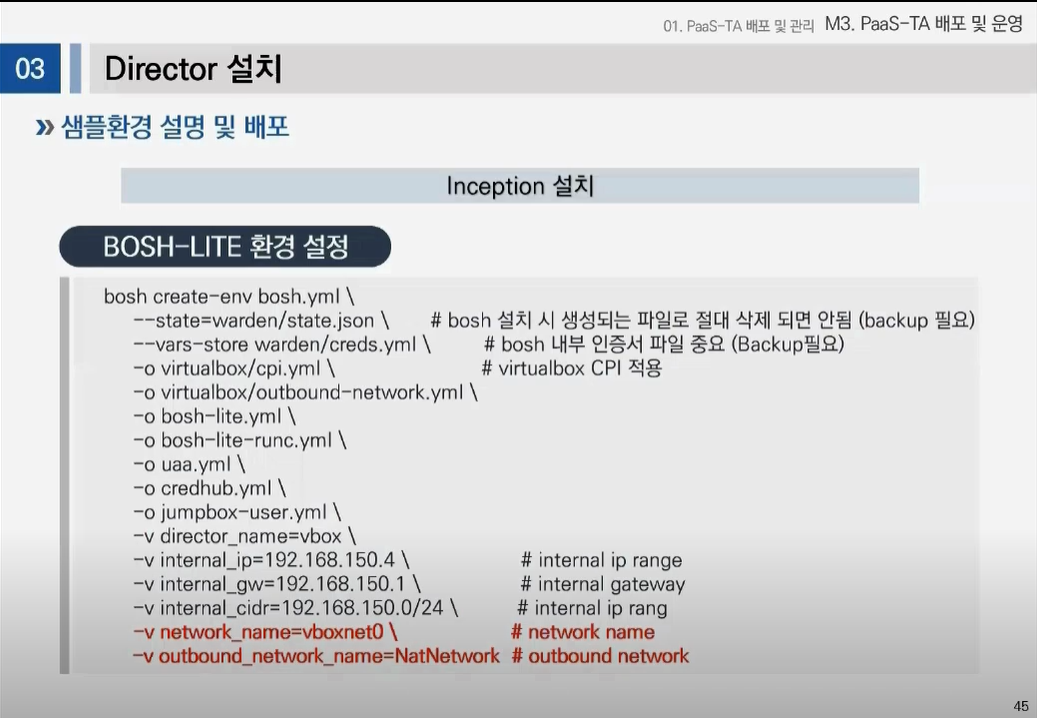 01. PaaS-TA 배포 및 관리 M3. PaaS-TA 배포 및 운영
03 Director 설치
» 샘플환경 설명 및 배포
Inception 설치
BOSH-LITE 환경 설정
bosh create-env bosh.yml \
--state=warden/state.json \ # bosh 설치 시 생성되는 파일로 절대 삭제 되면 안됨 (backup 필요)
--vars-store warden/creds.yml \ # bosh 내부 인증서 파일 중요 (Backup필요)
-o virtualbox/cpi.yml \ # virtualbox CPI 적용
-o virtualbox/outbound-network.yml \
-o bosh-lite.yml \
-o bosh-lite-runc.yml \
-o uaa.yml \
-o credhub.yml \
-o jumpbox-user.yml \
-v director_name=vbox \
-v internal_ip=192.168.150.4 \ # internal ip range
-v internal_gw=192.168.150.1 \ # internal gateway
-v internal_cidr=192.168.150.0/24 \ # internal ip rang
-v network_name=vboxnet0 \ # network name
-v outbound_network_name=NatNetwork # outbound network
45